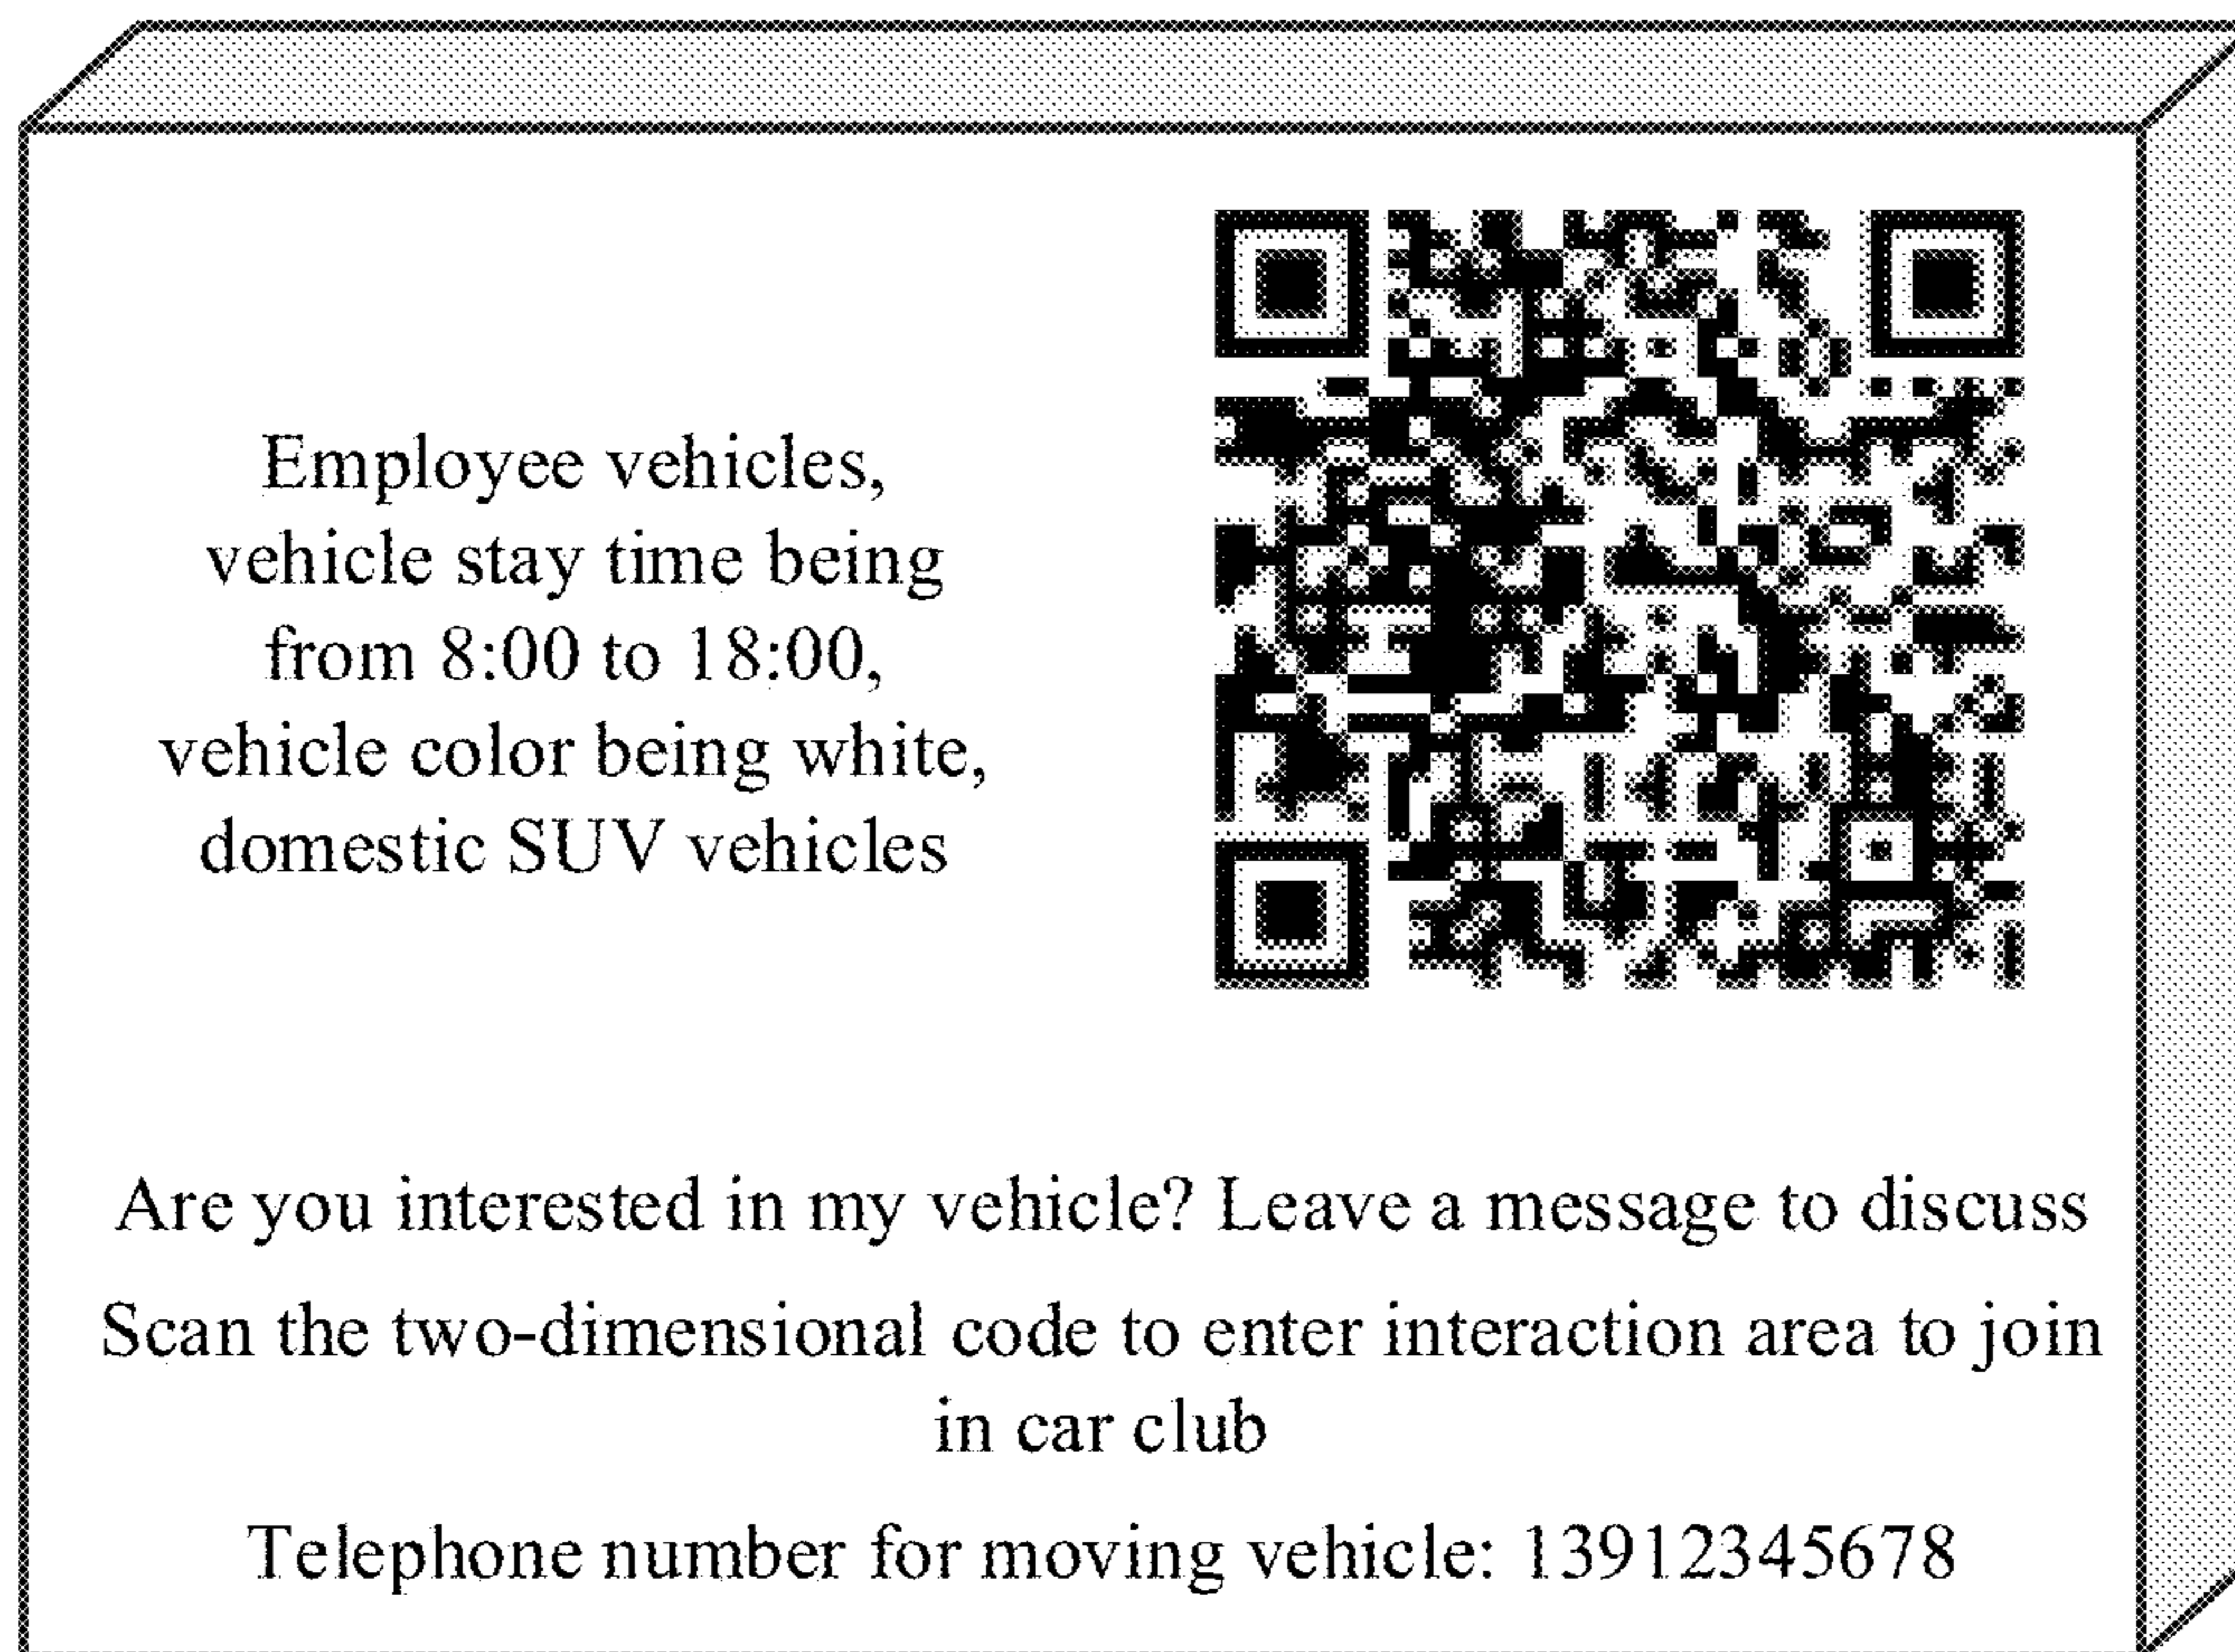 Employee vehicles,
vehicle stay time being
from 8:00 to 18:00,
vehicle color being white,
domestic SUV vehicles
Are you interested in my vehicle? Leave a message to discuss
Scan the two-dimensional code to enter interaction area to join
in car club
Telephone number for moving vehicle: 13912345678